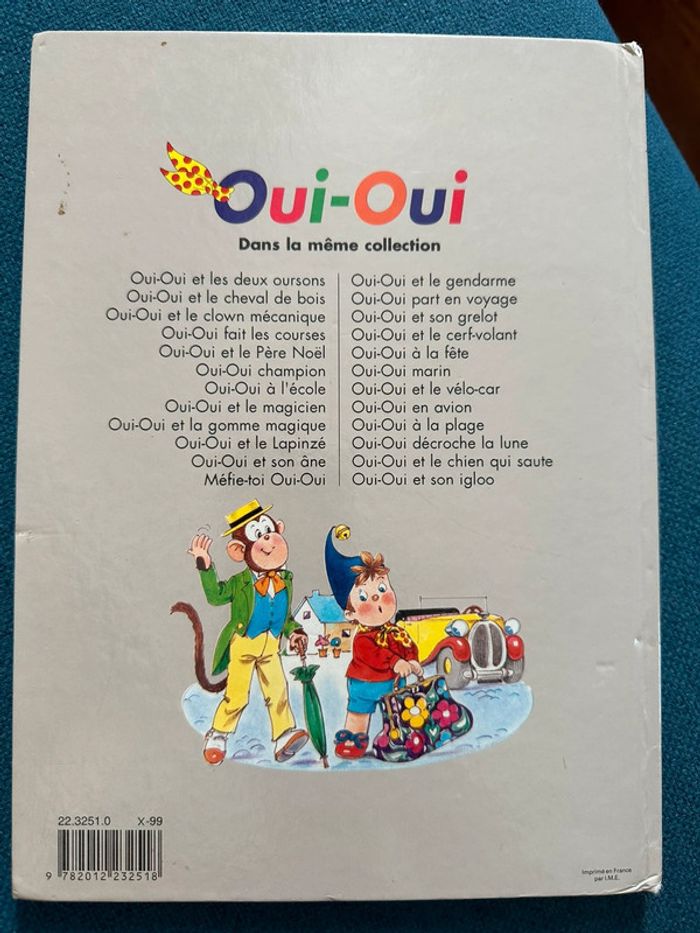 Oui-Oui
Dans la même collection
Oui-Oui et les deux oursons
Oui-Oui et le cheval de bois
Oui-Oui et le clown mécanique
Oui-Oui fait les courses
Oui-Oui et le Père Noël
Oui-Oui champion
Oui-Oui à l'école
Oui-Oui et le magicien
Oui-Oui et la gomme magique
Oui-Oui et le Lapinzé
Oui-Oui et son âne
Méfie-toi Oui-Oui
Oui-Oui et le gendarme
Oui-Oui part en voyage
Oui-Oui et son grelot
Oui-Oui et le cerf-volant
Oui-Oui à la fête
Oui-Oui marin
Oui-Oui et le vélo-car
Oui-Oui en avion
Oui-Oui à la plage
Oui-Oui décroche la lune
Oui-Oui et le chien qui saute
Oui-Oui et son igloo
22.3251.0 X-99
9 782012 232518
Imprimé en France
par I.M.E.